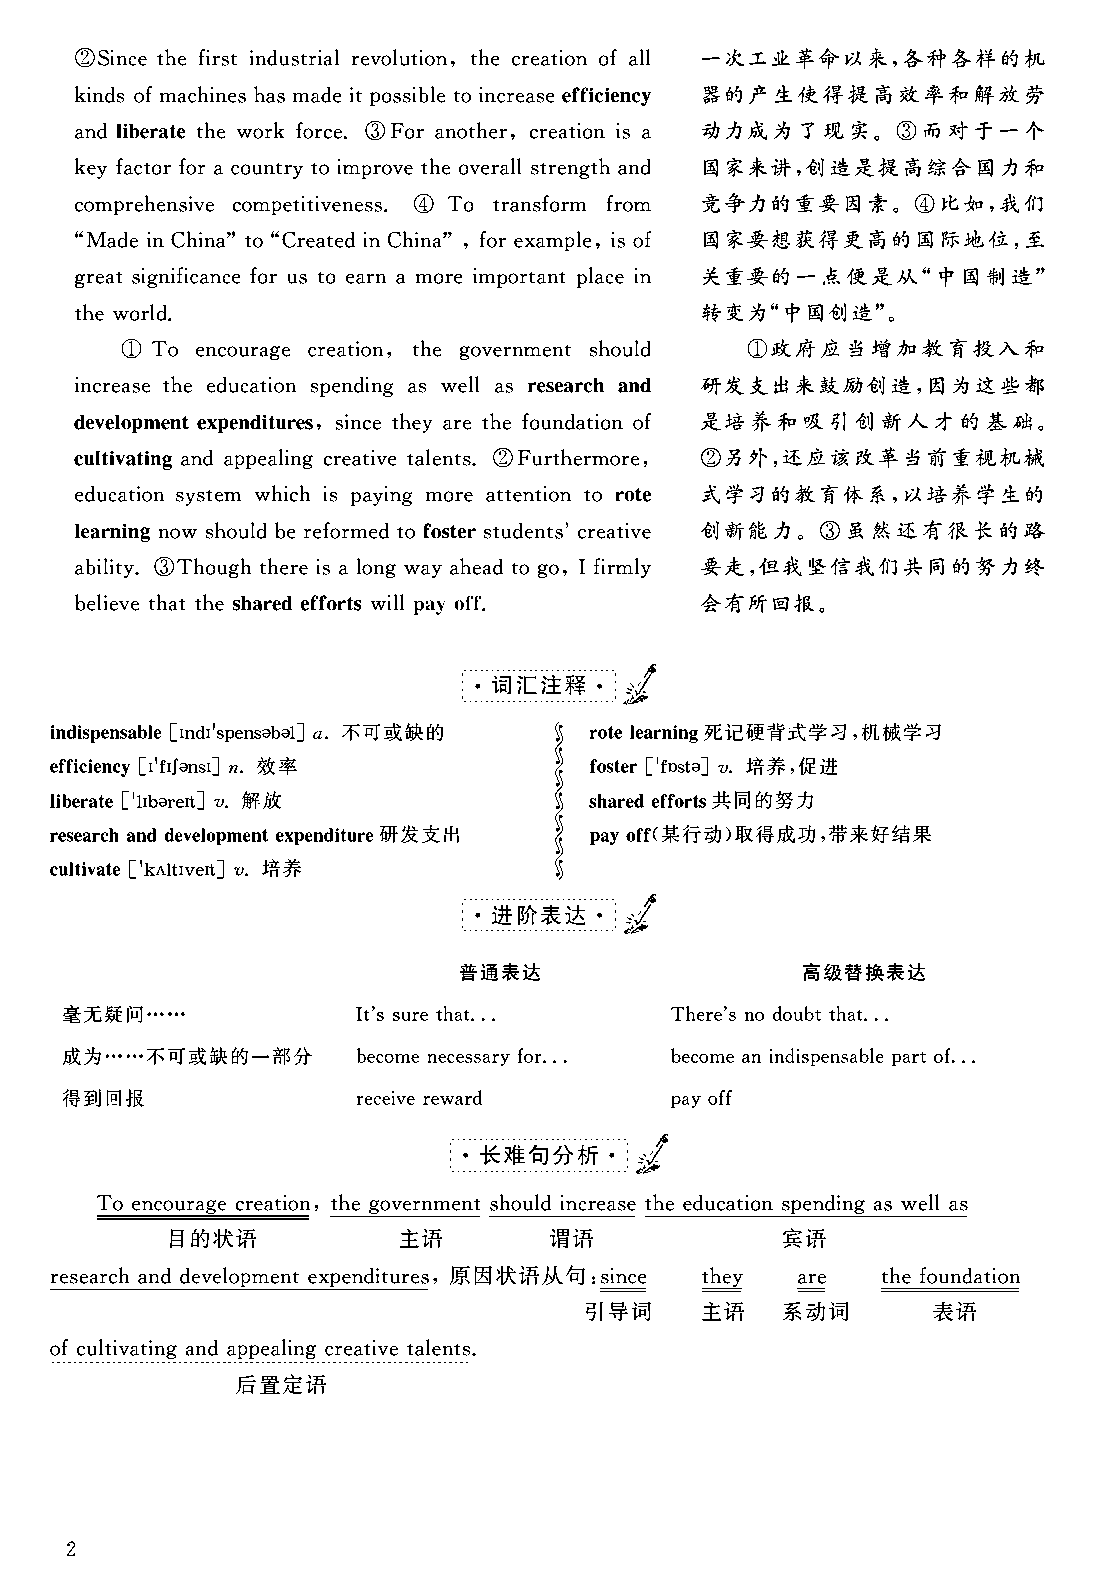 ②Since the first industrial revolution, the creation of all
kinds of machines has made it possible to increase efficiency
and liberate the work force. ③For another, creation is a
key factor for a country to improve the overall strength and
comprehensive competitiveness. ④ To transform from
“Made in China” to “Created in China”, for example, is of
great significance for us to earn a more important place in
the world.
① To encourage creation, the government should
increase the education spending as well as research and
development expenditures, since they are the foundation of
cultivating and appealing creative talents. ②Furthermore,
education system which is paying more attention to rote
learning now should be reformed to foster students’ creative
ability. ③Though there is a long way ahead to go, I firmly
believe that the shared efforts will pay off.
一次工业革命以来,各种各样的机
器的产生使得提高效率和解放劳
动力成为了现实。③而对于一个
国家来讲,创造是提高综合国力和
竞争力的重要因素。④比如,我们
国家要想获得更高的国际地位,至
关重要的一点便是从“中国制造”
转变为“中国创造”。
①政府应当增加教育投入和
研发支出来鼓励创造,因为这些都
是培养和吸引创新人才的基础。
②另外,还应该改革当前重视机械
式学习的教育体系,以培养学生的
创新能力。③虽然还有很长的路
要走,但我坚信我们共同的努力终
会有所回报。
·词汇注释·
indispensable [ɪndɪ'spensəbəl] a. 不可或缺的
efficiency [ɪ'fɪʃənsɪ] n. 效率
liberate ['lɪbəreɪt] v. 解放
research and development expenditure 研发支出
cultivate ['kʌltɪveɪt] v. 培养
rote learning 死记硬背式学习,机械学习
foster ['fɒstə] v. 培养,促进
shared efforts 共同的努力
pay off(某行动)取得成功,带来好结果
·进阶表达·
普通表达 高级替换表达
毫无疑问…… It’s sure that... There’s no doubt that...
成为……不可或缺的一部分 become necessary for... become an indispensable part of...
得到回报 receive reward pay off
·长难句分析·
To encourage creation, the government should increase the education spending as well as
目的状语 主语 谓语 宾语
research and development expenditures, 原因状语从句:since they are the foundation
引导词 主语 系动词 表语
of cultivating and appealing creative talents.
后置定语
2